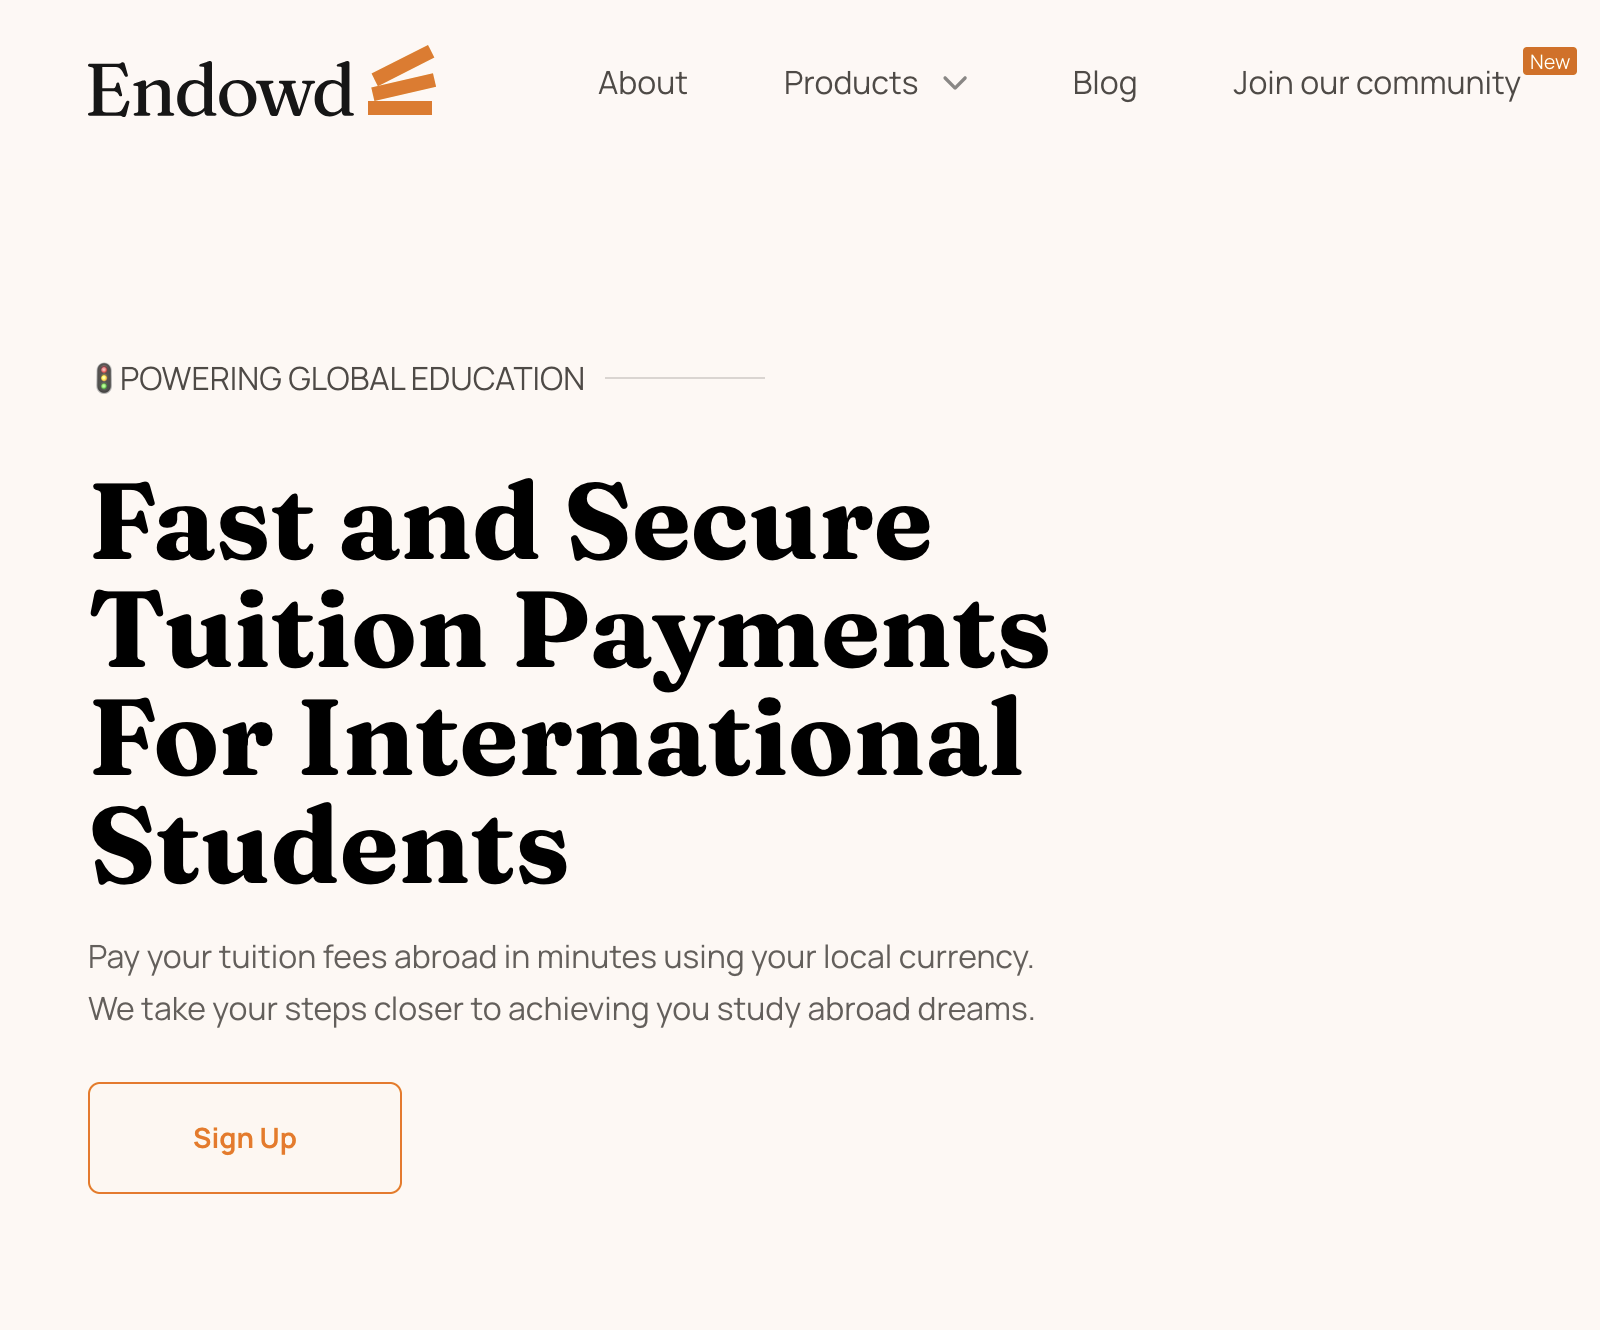 Endowd
About
Products
Blog
Join our community
New
🚦POWERING GLOBAL EDUCATION
Fast and Secure
Tuition Payments
For International
Students
Pay your tuition fees abroad in minutes using your local currency.
We take your steps closer to achieving you study abroad dreams.
Sign Up